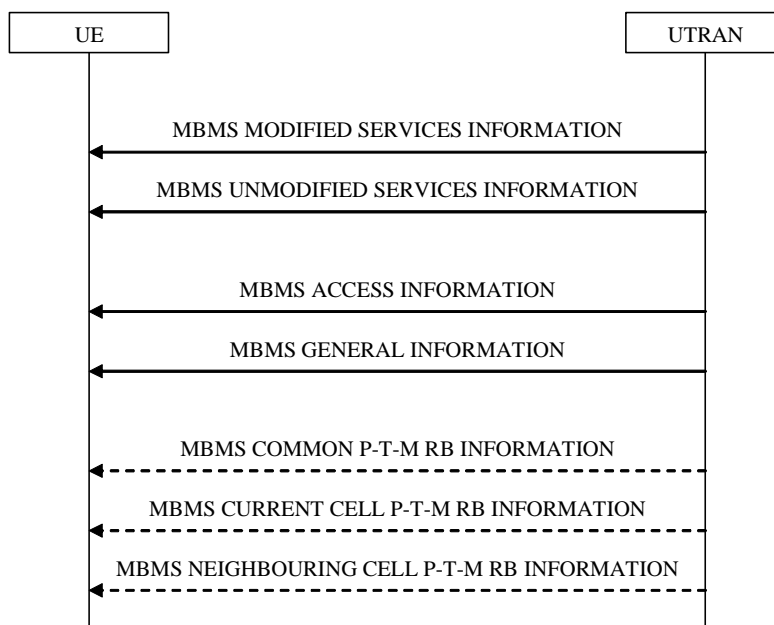 UE
UTRAN
MBMS MODIFIED SERVICES INFORMATION
MBMS UNMODIFIED SERVICES INFORMATION
MBMS ACCESS INFORMATION
MBMS GENERAL INFORMATION
MBMS COMMON P-T-M RB INFORMATION
MBMS CURRENT CELL P-T-M RB INFORMATION
MBMS NEIGHBOURING CELL P-T-M RB INFORMATION